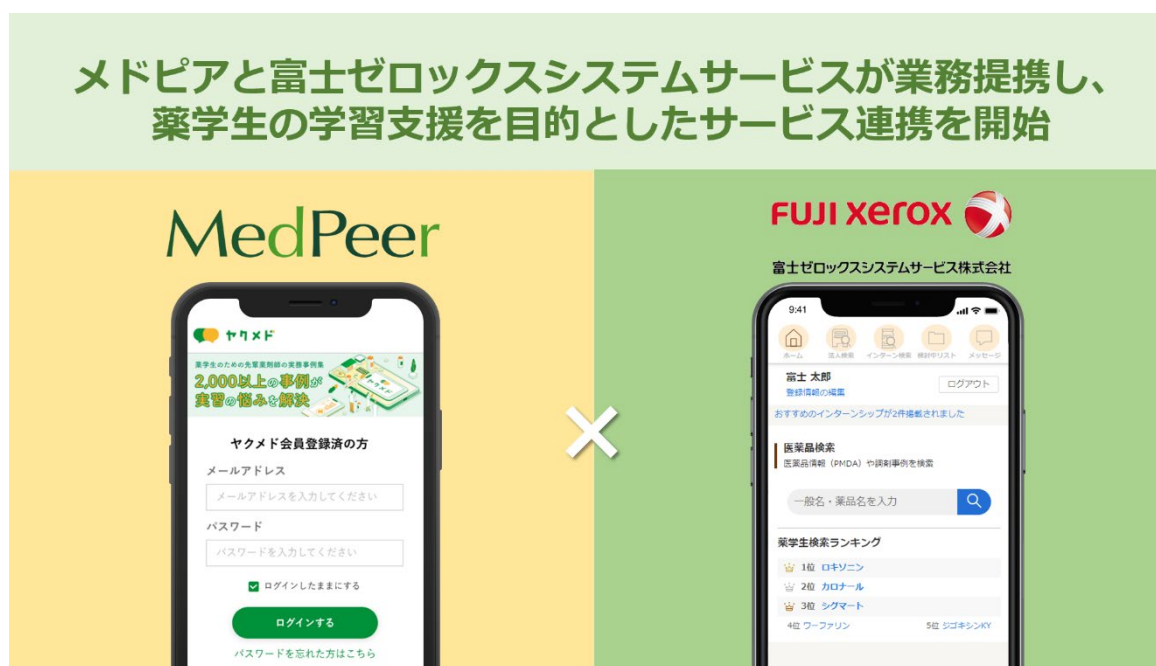 メドピアと富士ゼロックスシステムサービスが業務提携し、
薬学生の学習支援を目的としたサービス連携を開始
MedPeer
ヤクメド
薬学生のための先輩薬剤師の実務事例集
2,000以上の事例が
実習の悩みを解決
ヤクメド会員登録済の方
メールアドレス
メールアドレスを入力してください
パスワード
パスワードを入力してください
ログインしたままにする
ログインする
パスワードを忘れた方はこちら
×
FUJI xerox
富士ゼロックスシステムサービス株式会社
9:41
ホーム 法人検索 インターン検索 検討中リスト メッセージ
富士 太郎
登録情報の編集
ログアウト
おすすめのインターンシップが2件掲載されました
医薬品検索
医薬品情報（PMDA）や調剤事例を検索
一般名・薬品名を入力
薬学生検索ランキング
1位 ロキソニン
2位 カロナール
3位 シグマート
4位 ワーファリン 5位 ジゴキシンKY